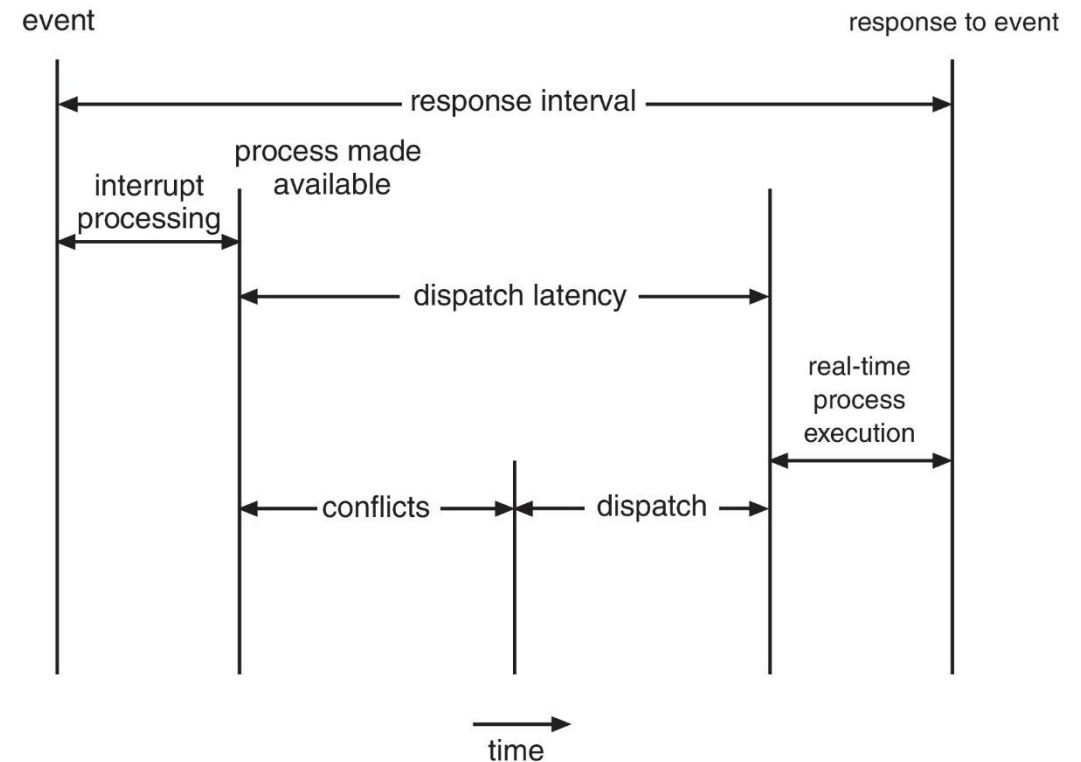 event
response to event
response interval
process made
available
interrupt
processing
dispatch latency
real-time
process
execution
conflicts
dispatch
time